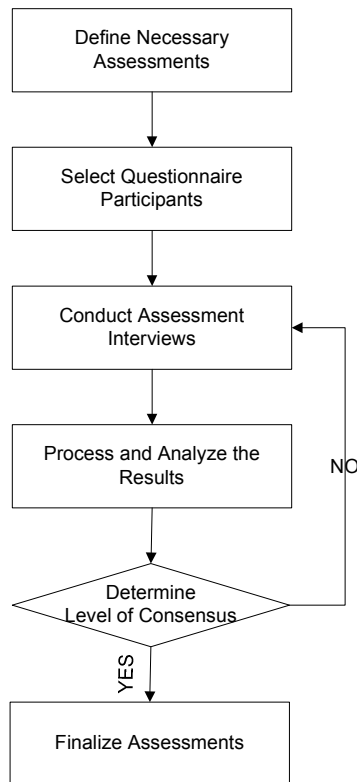 Define Necessary
Assessments
Select Questionnaire
Participants
Conduct Assessment
Interviews
Process and Analyze the
Results
NO
Determine
Level of Consensus
YES
Finalize Assessments